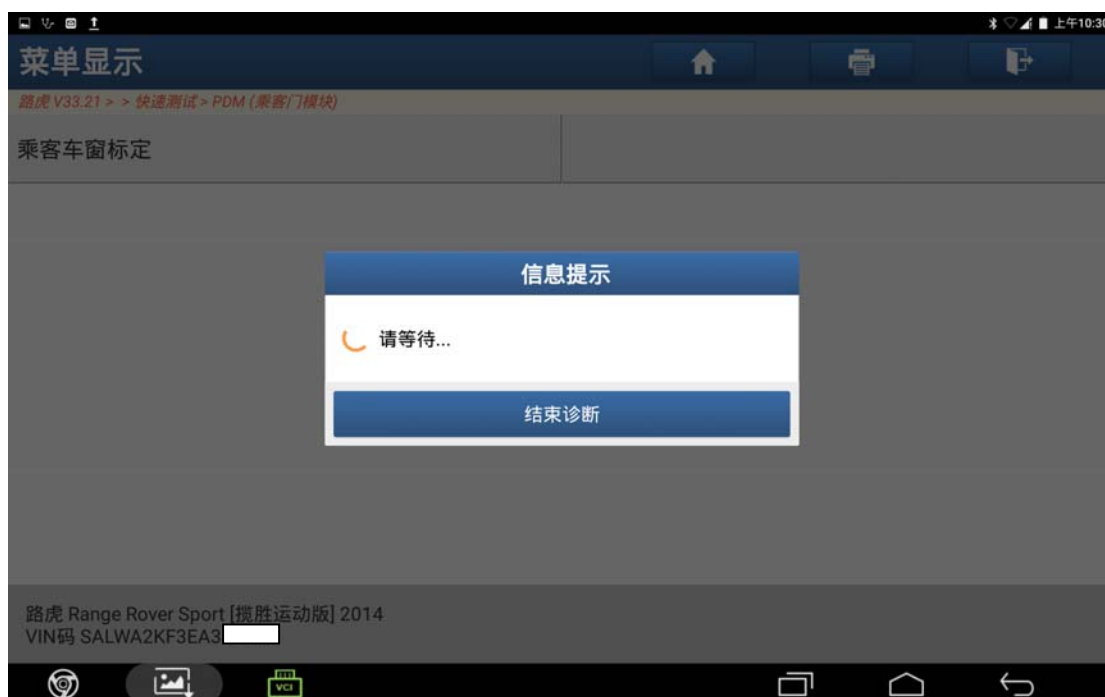 上午10:30
菜单显示
路虎 V33.21 > > 快速测试 > PDM (乘客门模块)
乘客车窗标定
信息提示
请等待...
结束诊断
路虎 Range Rover Sport [揽胜运动版] 2014
VIN码 SALWA2KF3EA3
VCI